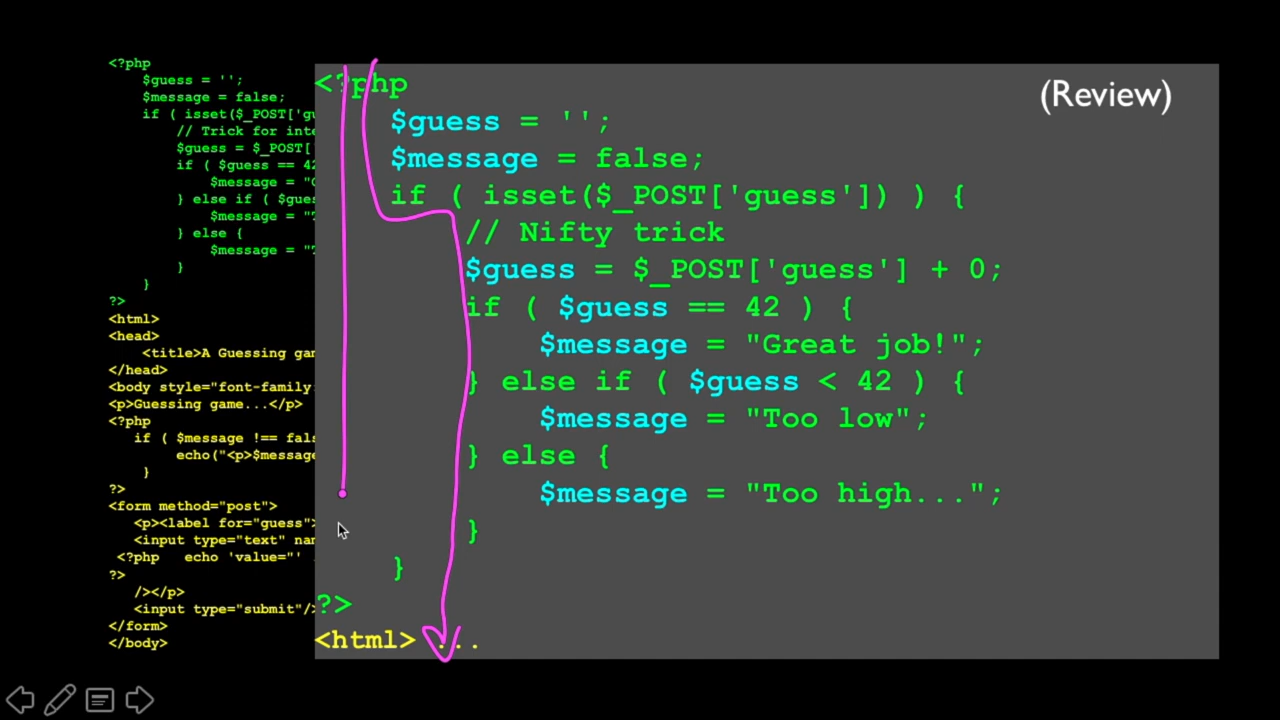 <?php
$guess = '';
$message = false;
if ( isset($_POST['gu
// Trick for inte
$guess = $_POST['
if ( $guess == 42
$message = "G
} else if ( $gues
$message = "T
} else {
$message = "T
}
}
?>
<html>
<head>
<title>A Guessing gam
</head>
<body style="font-family:
<p>Guessing game...</p>
<?php
if ( $message !== fals
echo("<p>$message
}
?>
<form method="post">
<p><label for="guess">
<input type="text" nam
<?php   echo 'value="'
?>
/></p>
<input type="submit"/>
</form>
</body>
(Review)
<?php
$guess = '';
$message = false;
if ( isset($_POST['guess']) ) {
// Nifty trick
$guess = $_POST['guess'] + 0;
if ( $guess == 42 ) {
$message = "Great job!";
} else if ( $guess < 42 ) {
$message = "Too low";
} else {
$message = "Too high...";
}
}
?>
<html> ...